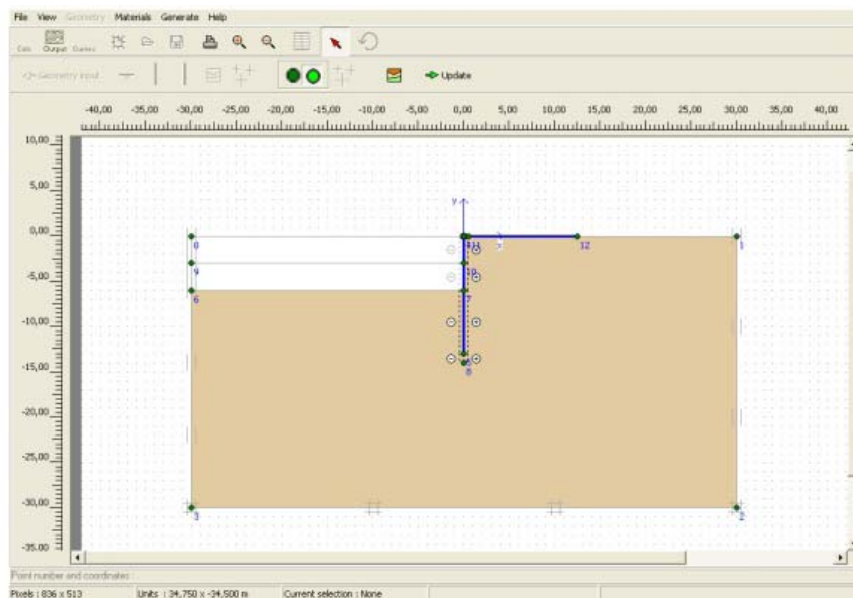 File View Geometry Materials Generate Help
Calc Output Curves
Geometry input Update
-40,00 -35,00 -30,00 -25,00 -20,00 -15,00 -10,00 -5,00 0,00 5,00 10,00 15,00 20,00 25,00 30,00 35,00 40,00
10,00
5,00
y
0,00
0 11 x 12 1
-5,00
9 10
6 7
-10,00
-15,00
8
-20,00
-25,00
-30,00
3 2
-35,00
Point number and coordinates :
Pixels : 836 x 513 Units : 34,750 x -34,500 m Current selection : None